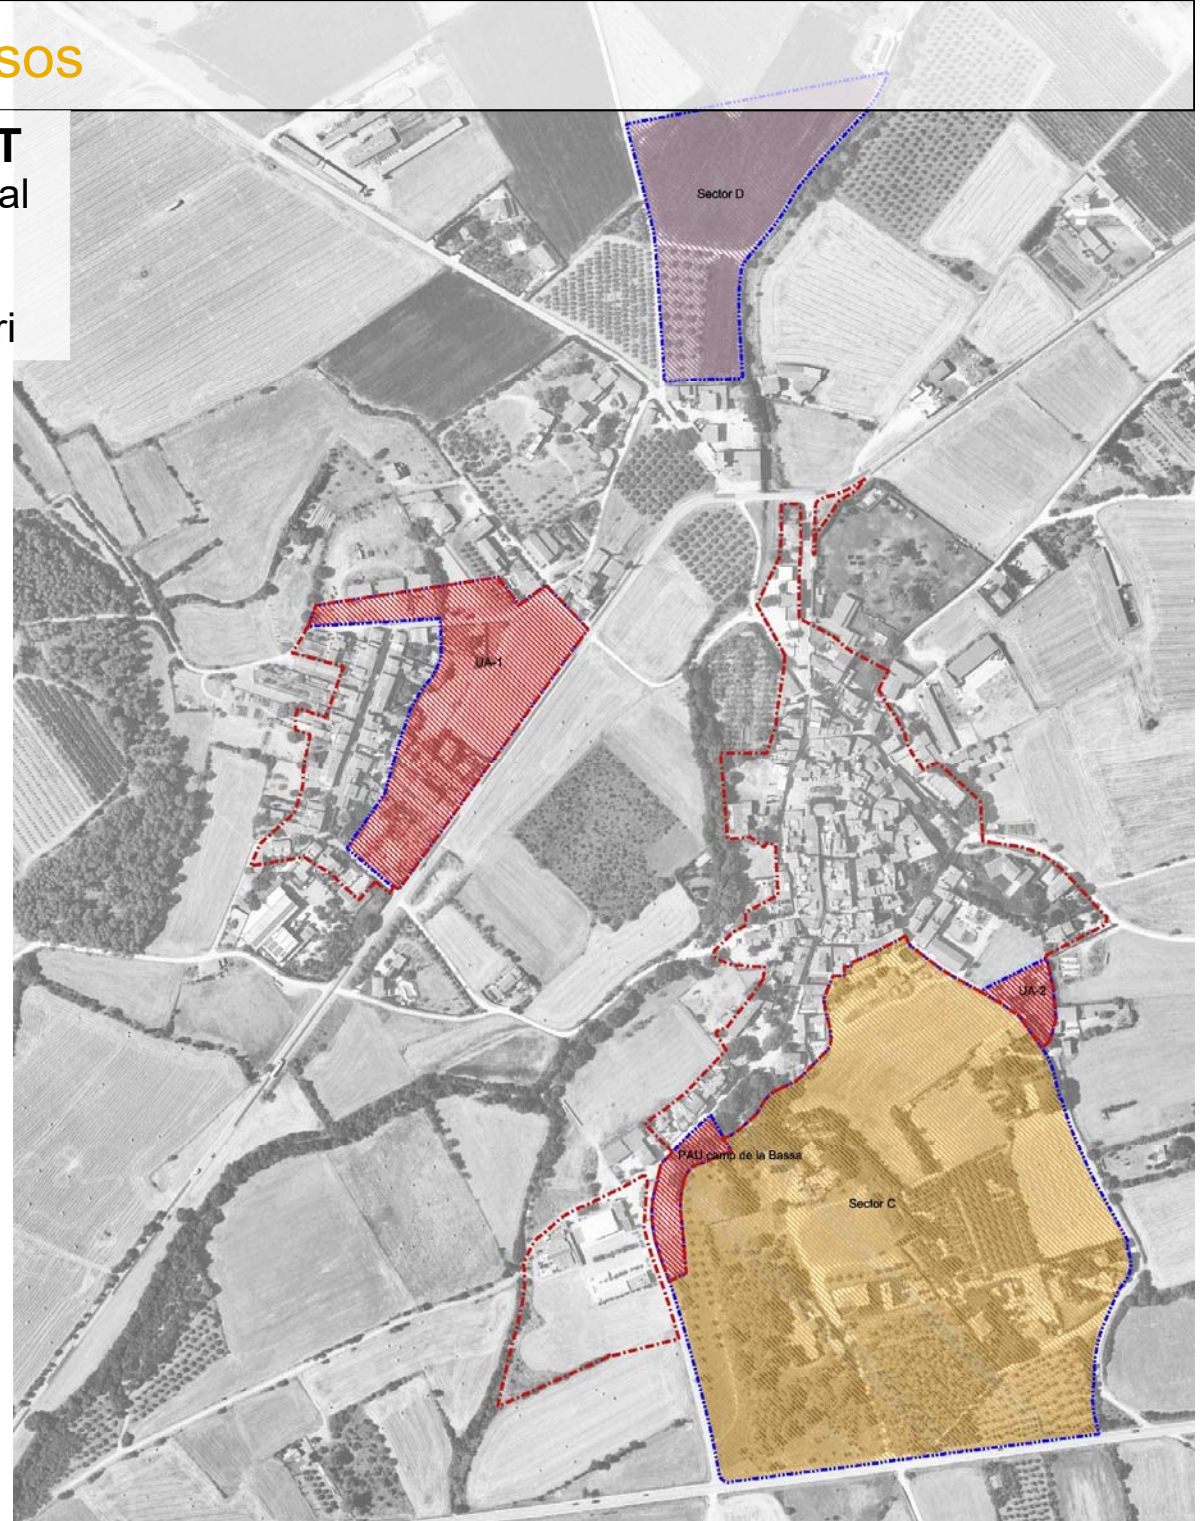 sos
T
al
ri
Sector D
UA-1
UA-2
PAU camp de la Bassa
Sector C